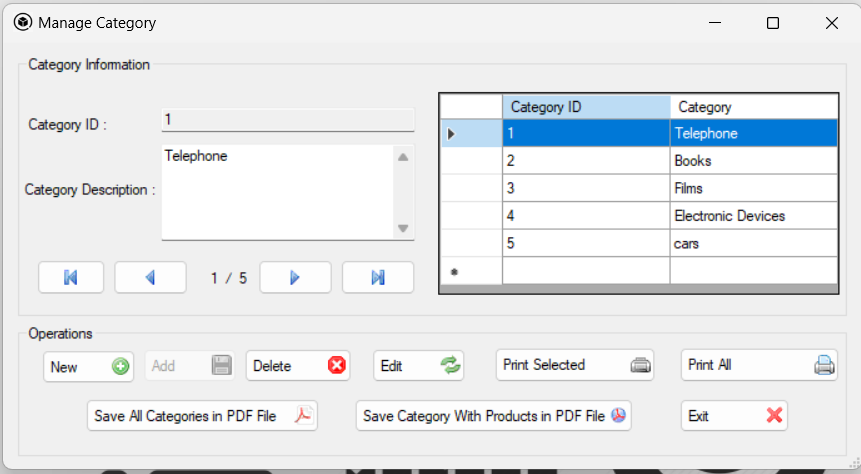 Manage Category
Category Information
Category ID :
1
Category Description :
Telephone
1 / 5
Category ID Category
1 Telephone
2 Books
3 Films
4 Electronic Devices
5 cars
Operations
New Add Delete Edit Print Selected Print All
Save All Categories in PDF File Save Category With Products in PDF File Exit